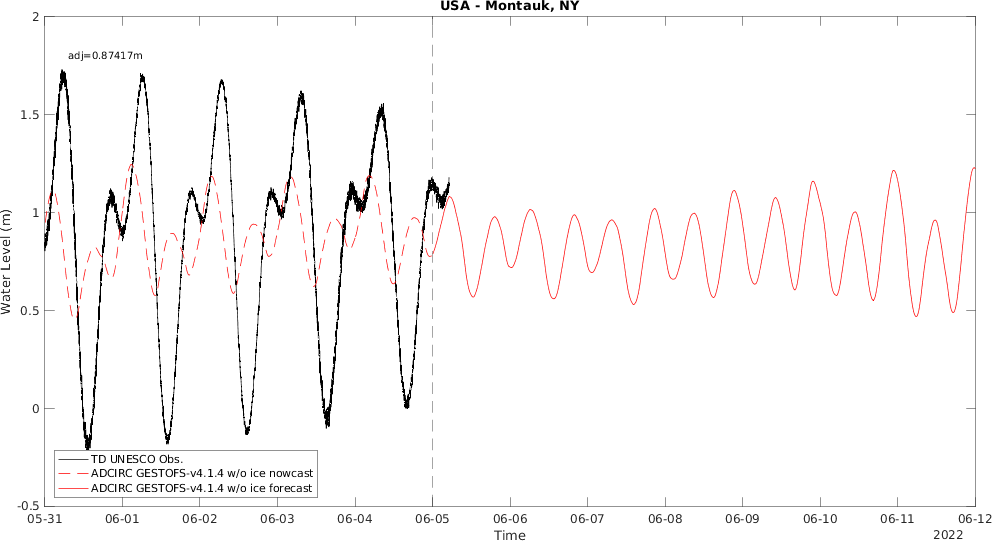 USA - Montauk, NY
adj=0.87417m
Water Level (m)
2
1.5
1
0.5
0
-0.5
TD UNESCO Obs.
ADCIRC GESTOFS-v4.1.4 w/o ice nowcast
ADCIRC GESTOFS-v4.1.4 w/o ice forecast
05-31 06-01 06-02 06-03 06-04 06-05 06-06 06-07 06-08 06-09 06-10 06-11 06-12
Time
2022